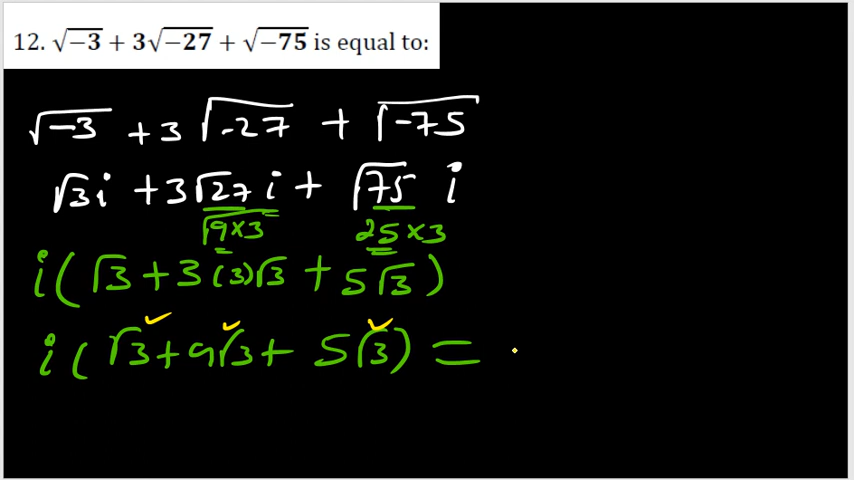 12. √−3 + 3√−27 + √−75 is equal to:
√-3 + 3 √-27 + √-75
√3i + 3√27 i + √75 i
√9×3 25×3
i( √3 + 3(3)√3 + 5√3 )
i( √3 + 9√3 + 5√3) =